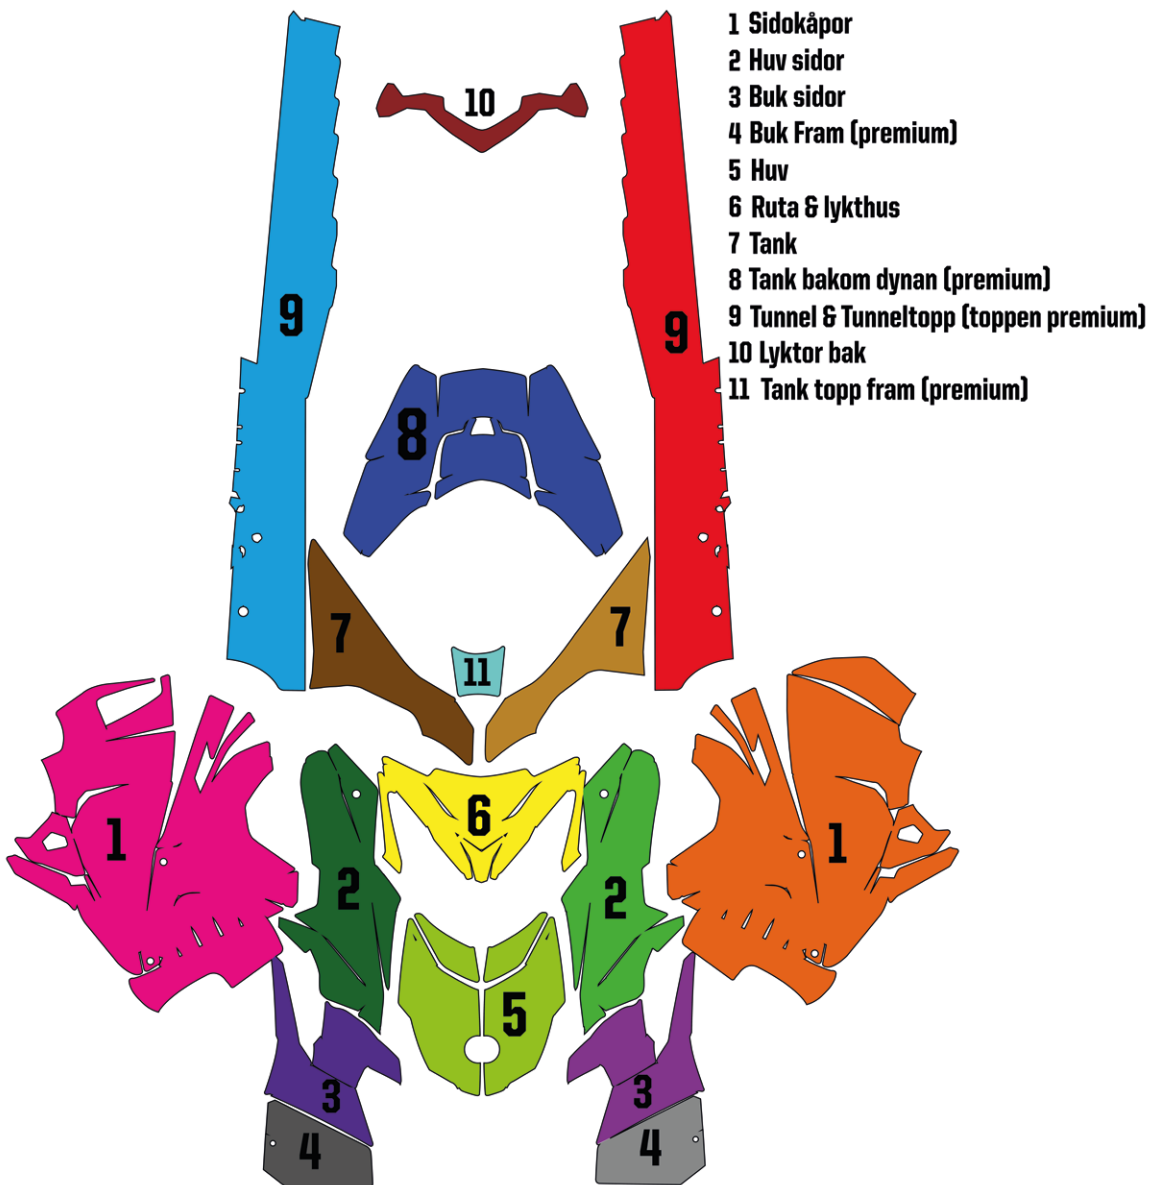 1 Sidokåpor
2 Huv sidor
3 Buk sidor
4 Buk Fram (premium)
5 Huv
6 Ruta & lykthus
7 Tank
8 Tank bakom dynan (premium)
9 Tunnel & Tunneltopp (toppen premium)
10 Lyktor bak
11 Tank topp fram (premium)
10
9
9
8
7
7
11
6
1
1
2
2
5
3
3
4
4